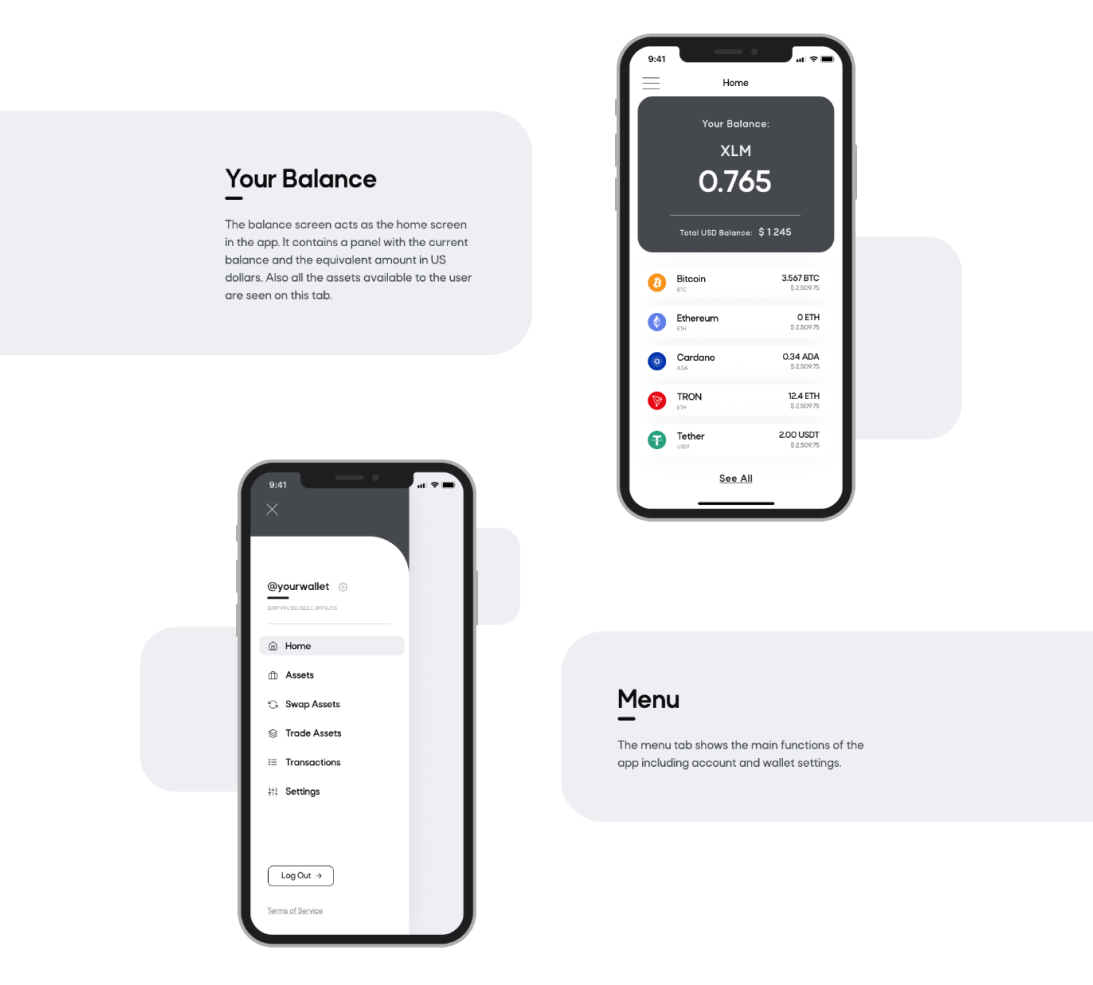 9:41
Home
Your Balance:
XLM
0.765
Total USD Balance: $ 1 245
Bitcoin 3.567 BTC
BTC $ 2,509.75
Ethereum 0 ETH
ETH $ 2,509.75
Cardano 0.34 ADA
ADA $ 2,509.75
TRON 12.4 ETH
ETH $ 2,509.75
Tether 2.00 USDT
USDT $ 2,509.75
See All
Your Balance
The balance screen acts as the home screen
in the app. It contains a panel with the current
balance and the equivalent amount in US
dollars. Also all the assets available to the user
are seen on this tab.
9:41
@yourwallet
Home
Assets
Swap Assets
Trade Assets
Transactions
Settings
Log Out →
Terms of Service
Menu
The menu tab shows the main functions of the
app including account and wallet settings.